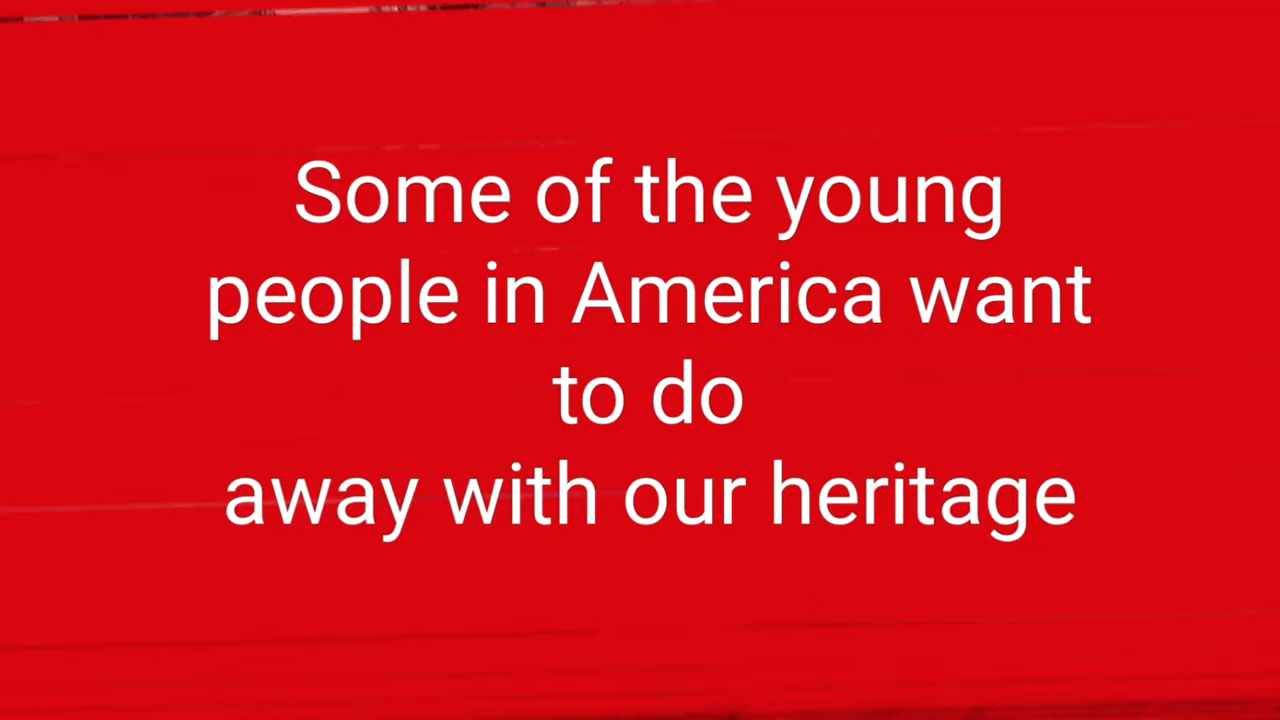 Some of the young
people in America want
to do
away with our heritage